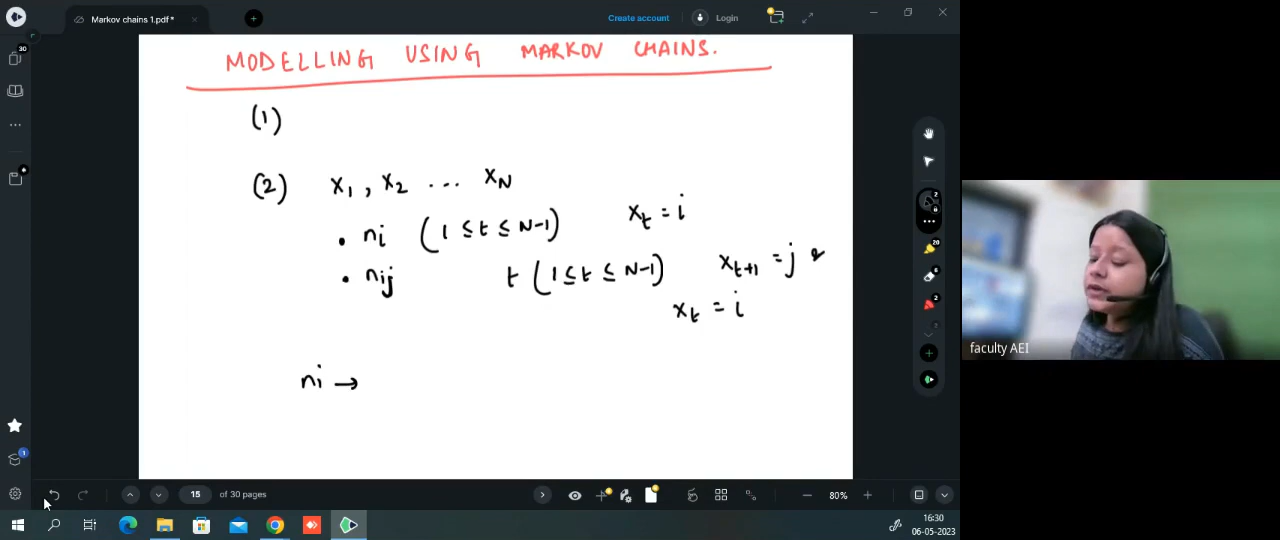 Markov chains 1.pdf *
Create account
Login
30
MODELLING USING MARKOV CHAINS.
(1)
(2) x1, x2 ... xN
• ni (1 ≤ t ≤ N-1) xt = i
• nij t (1 ≤ t ≤ N-1) xt+1 = j &
xt = i
ni →
faculty AEI
15 of 30 pages
80%
16:30
06-05-2023